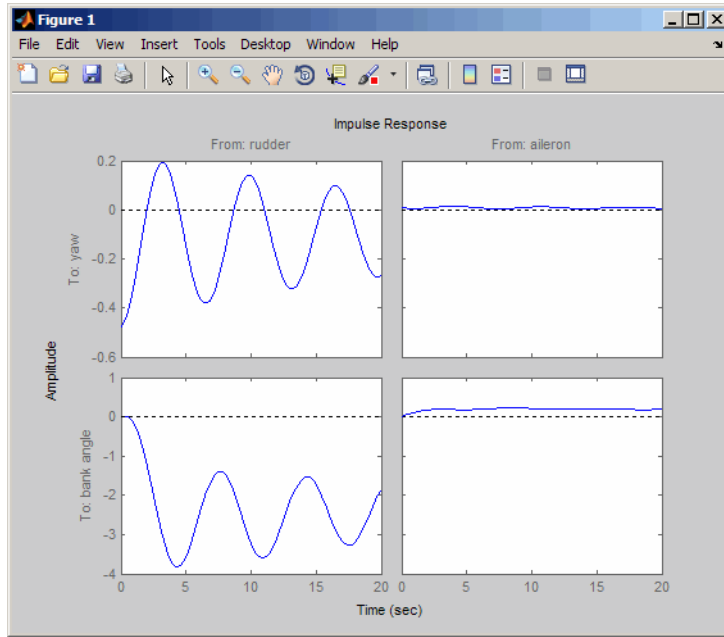 Figure 1
File Edit View Insert Tools Desktop Window Help
Impulse Response
From: rudder
From: aileron
To: yaw
0.2
0
-0.2
-0.4
-0.6
Amplitude
To: bank angle
1
0
-1
-2
-3
-4
0 5 10 15 20
0 5 10 15 20
Time (sec)